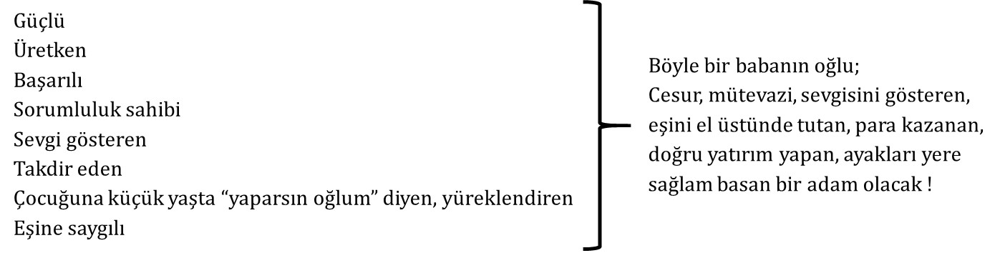 Güçlü
Üretken
Başarılı
Sorumluluk sahibi
Sevgi gösteren
Takdir eden
Çocuğuna küçük yaşta “yaparsın oğlum” diyen, yüreklendiren
Eşine saygılı
Böyle bir babanın oğlu;
Cesur, mütevazi, sevgisini gösteren,
eşini el üstünde tutan, para kazanan,
doğru yatırım yapan, ayakları yere
sağlam basan bir adam olacak !